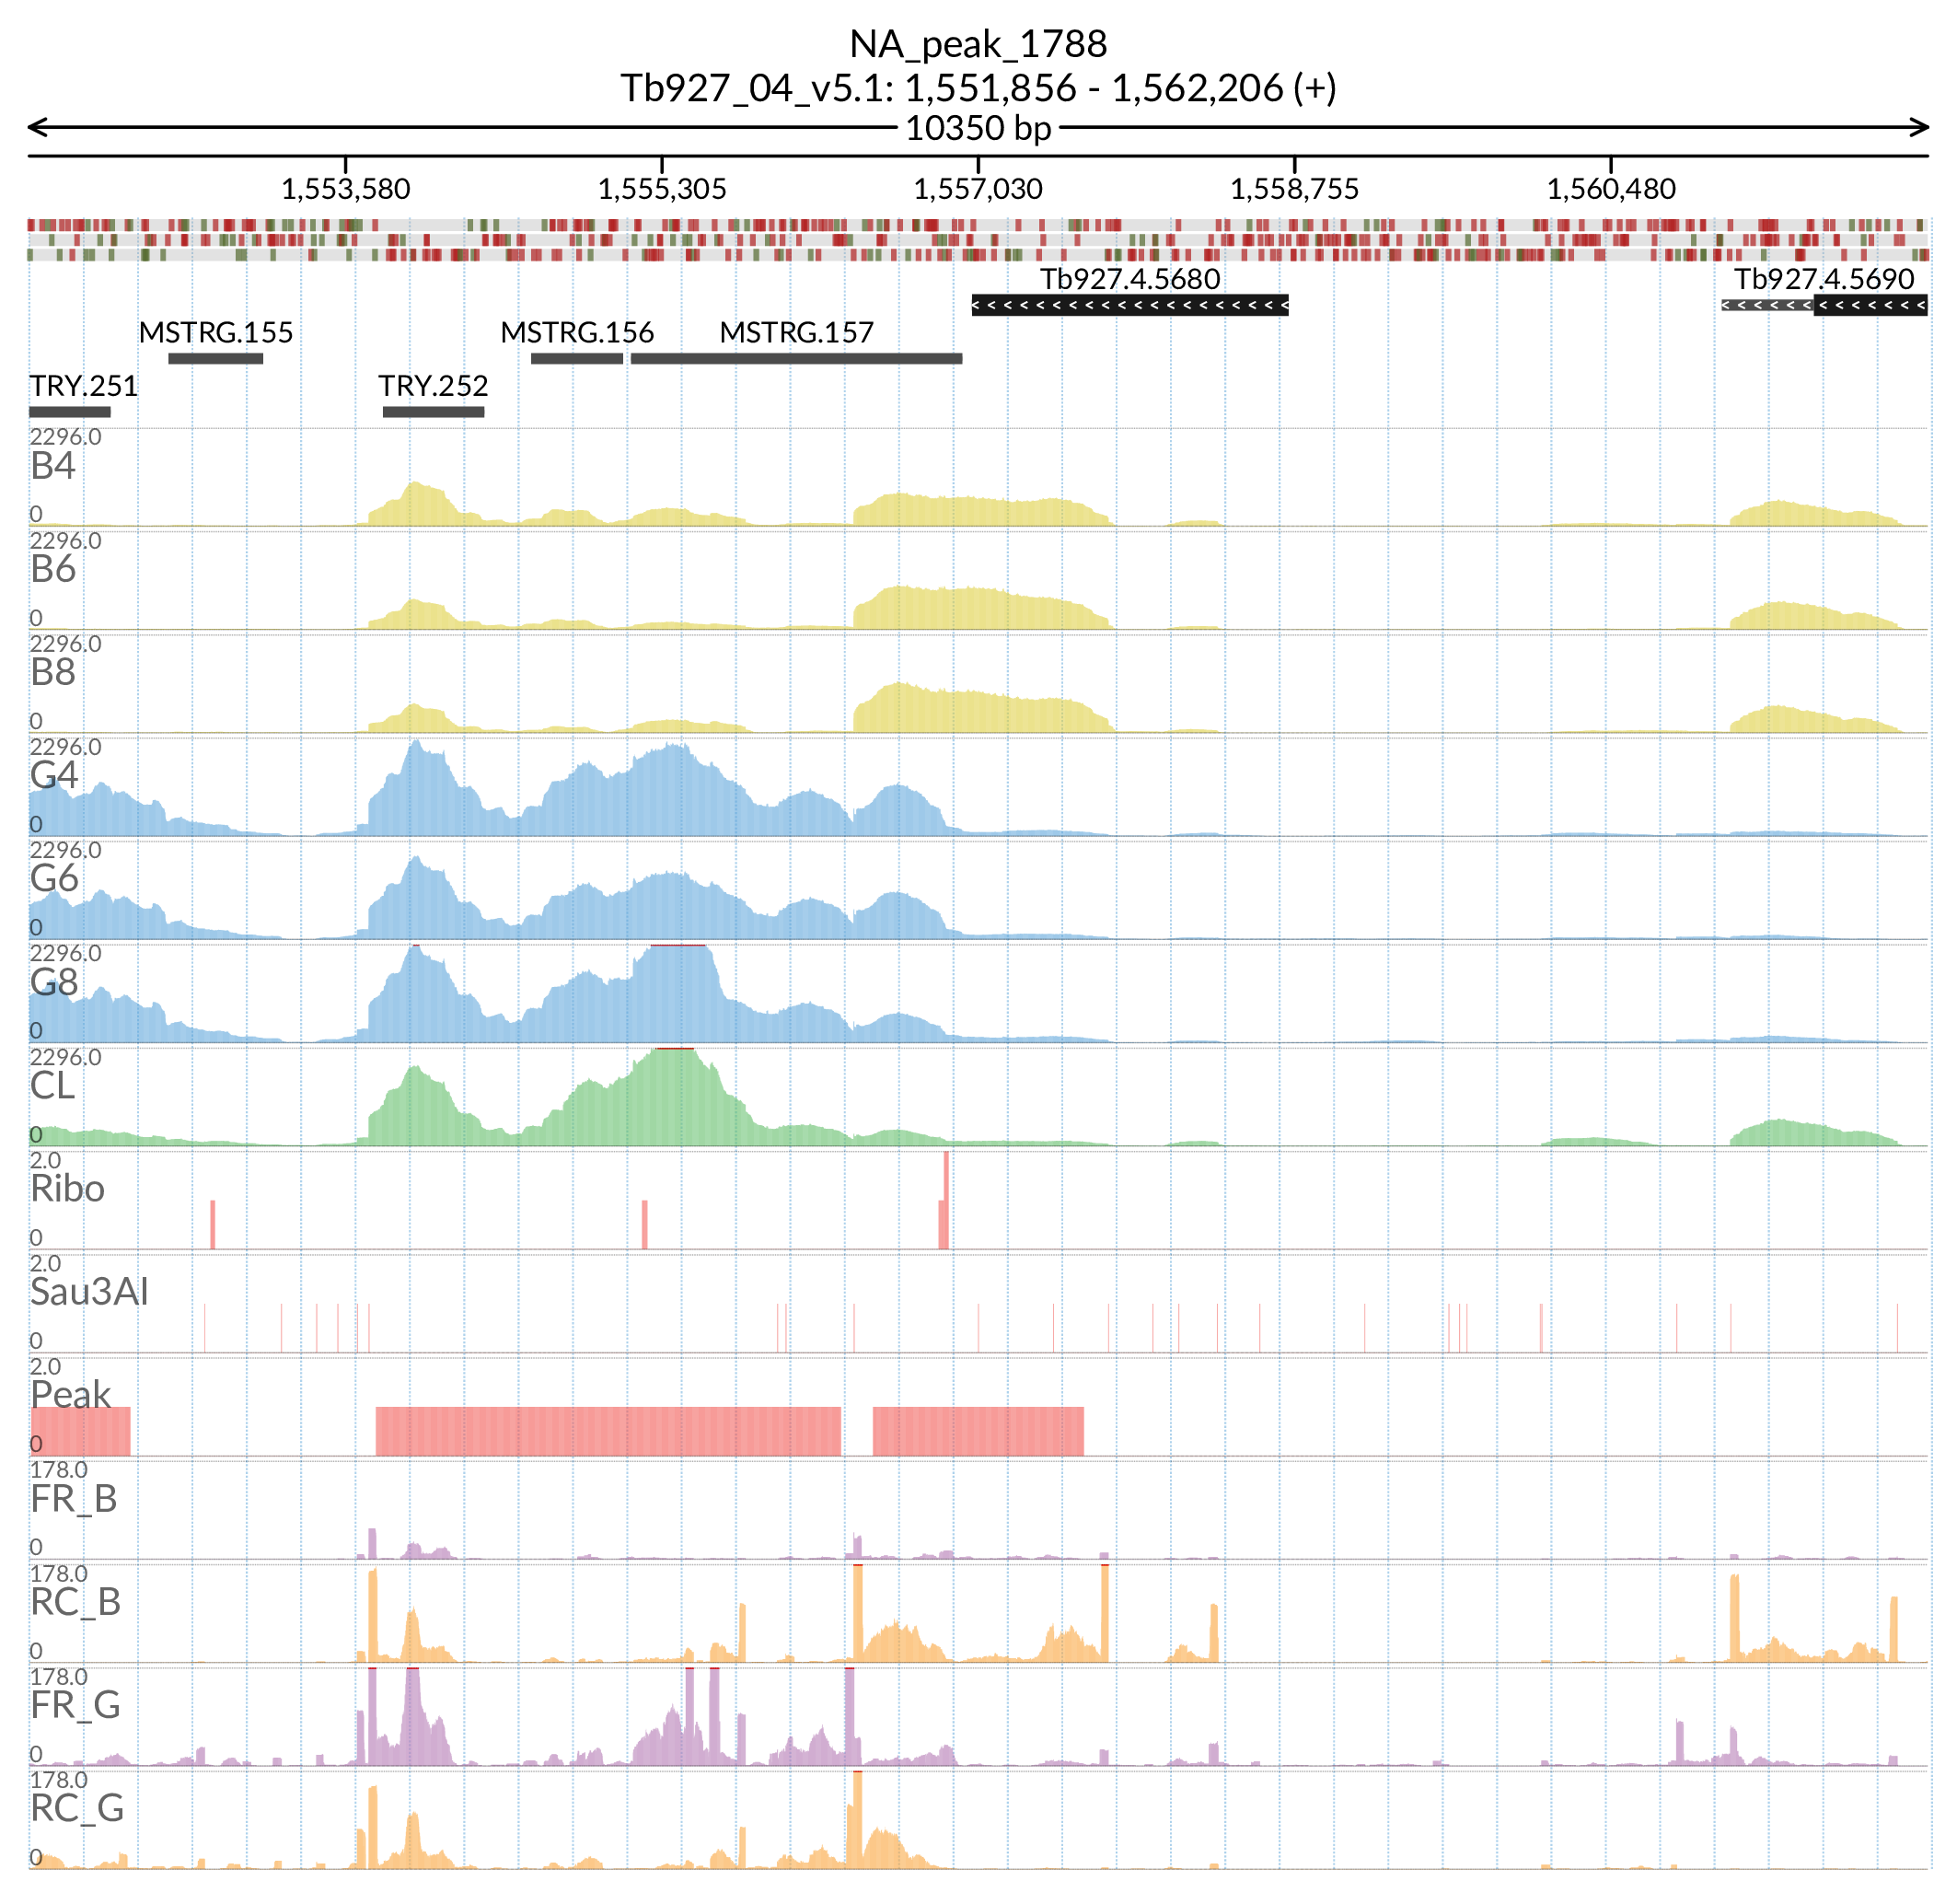 NA_peak_1788
Tb927_04_v5.1: 1,551,856 - 1,562,206 (+)
10350 bp
1,553,580 1,555,305 1,557,030 1,558,755 1,560,480
Tb927.4.5680 Tb927.4.5690
MSTRG.155 MSTRG.156 MSTRG.157
TRY.251 TRY.252
2296.0
B4
0
2296.0
B6
0
2296.0
B8
0
2296.0
G4
0
2296.0
G6
0
2296.0
G8
0
2296.0
CL
0
2.0
Ribo
0
2.0
Sau3AI
0
2.0
Peak
0
178.0
FR_B
0
178.0
RC_B
0
178.0
FR_G
0
178.0
RC_G
0